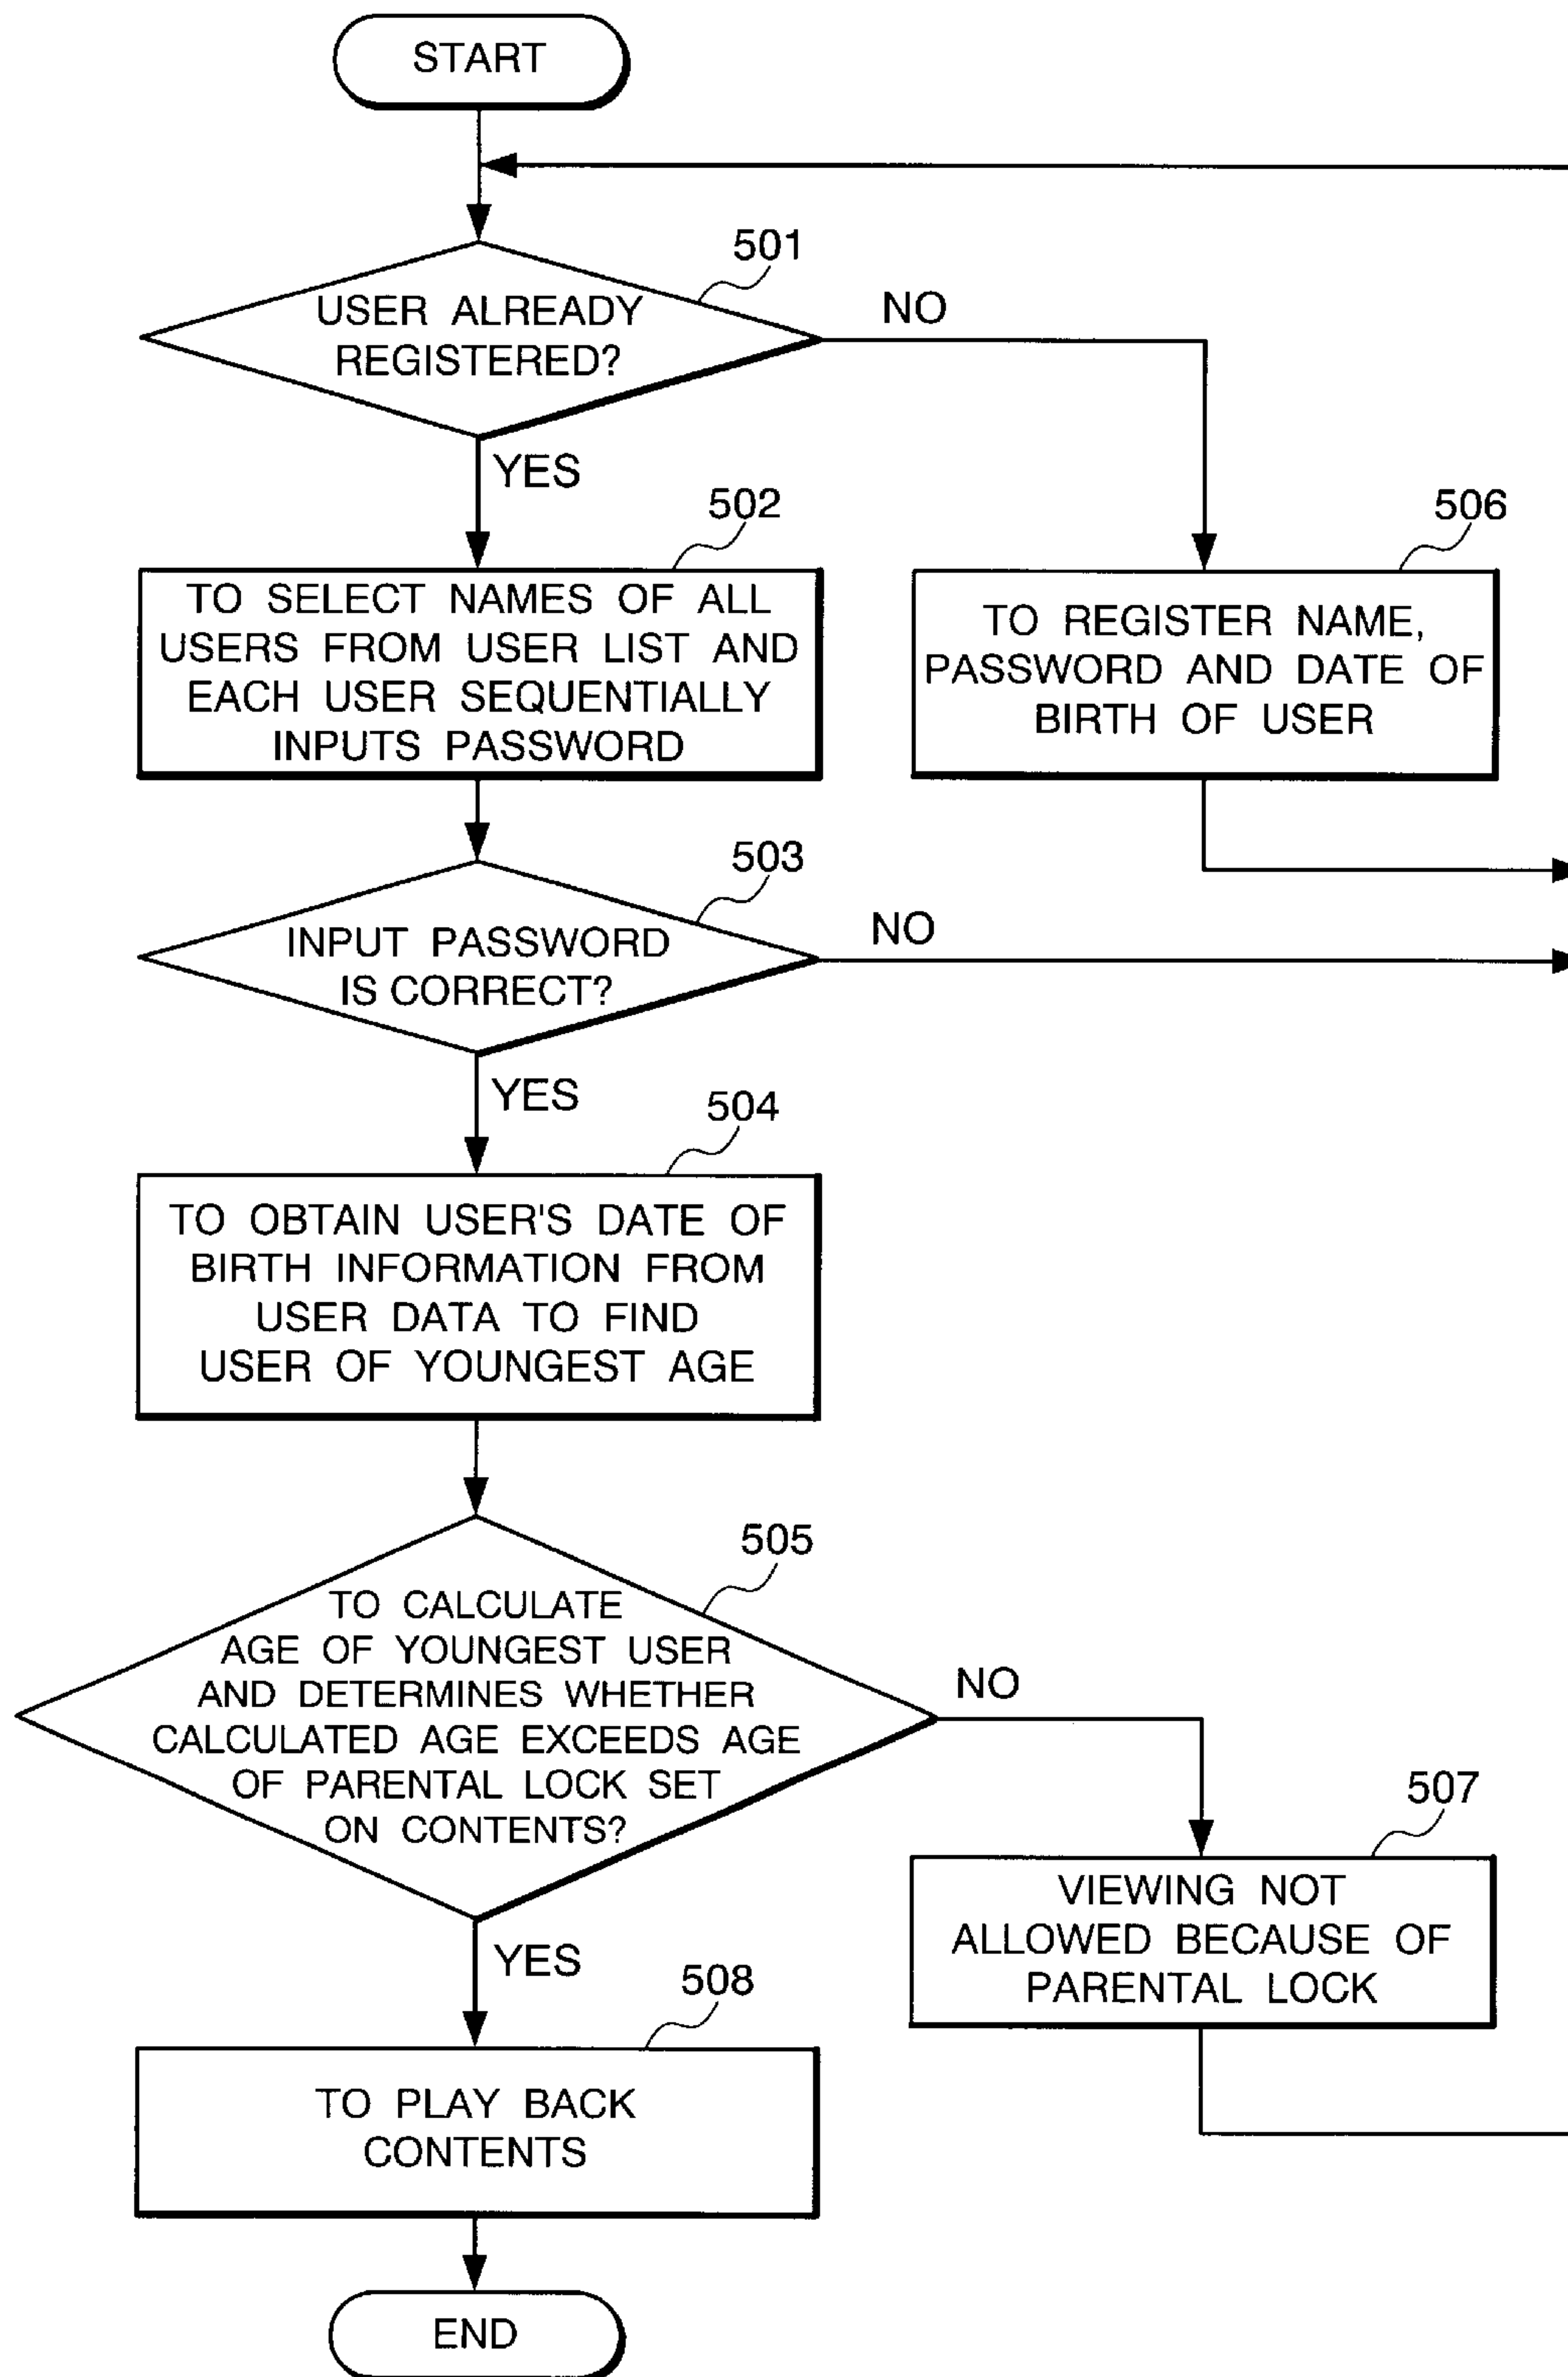 START
501
USER ALREADY
REGISTERED?
NO
YES
502
TO SELECT NAMES OF ALL
USERS FROM USER LIST AND
EACH USER SEQUENTIALLY
INPUTS PASSWORD
506
TO REGISTER NAME,
PASSWORD AND DATE OF
BIRTH OF USER
503
INPUT PASSWORD
IS CORRECT?
NO
YES
504
TO OBTAIN USER'S DATE OF
BIRTH INFORMATION FROM
USER DATA TO FIND
USER OF YOUNGEST AGE
505
TO CALCULATE
AGE OF YOUNGEST USER
AND DETERMINES WHETHER
CALCULATED AGE EXCEEDS AGE
OF PARENTAL LOCK SET
ON CONTENTS?
NO
YES
507
VIEWING NOT
ALLOWED BECAUSE OF
PARENTAL LOCK
508
TO PLAY BACK
CONTENTS
END